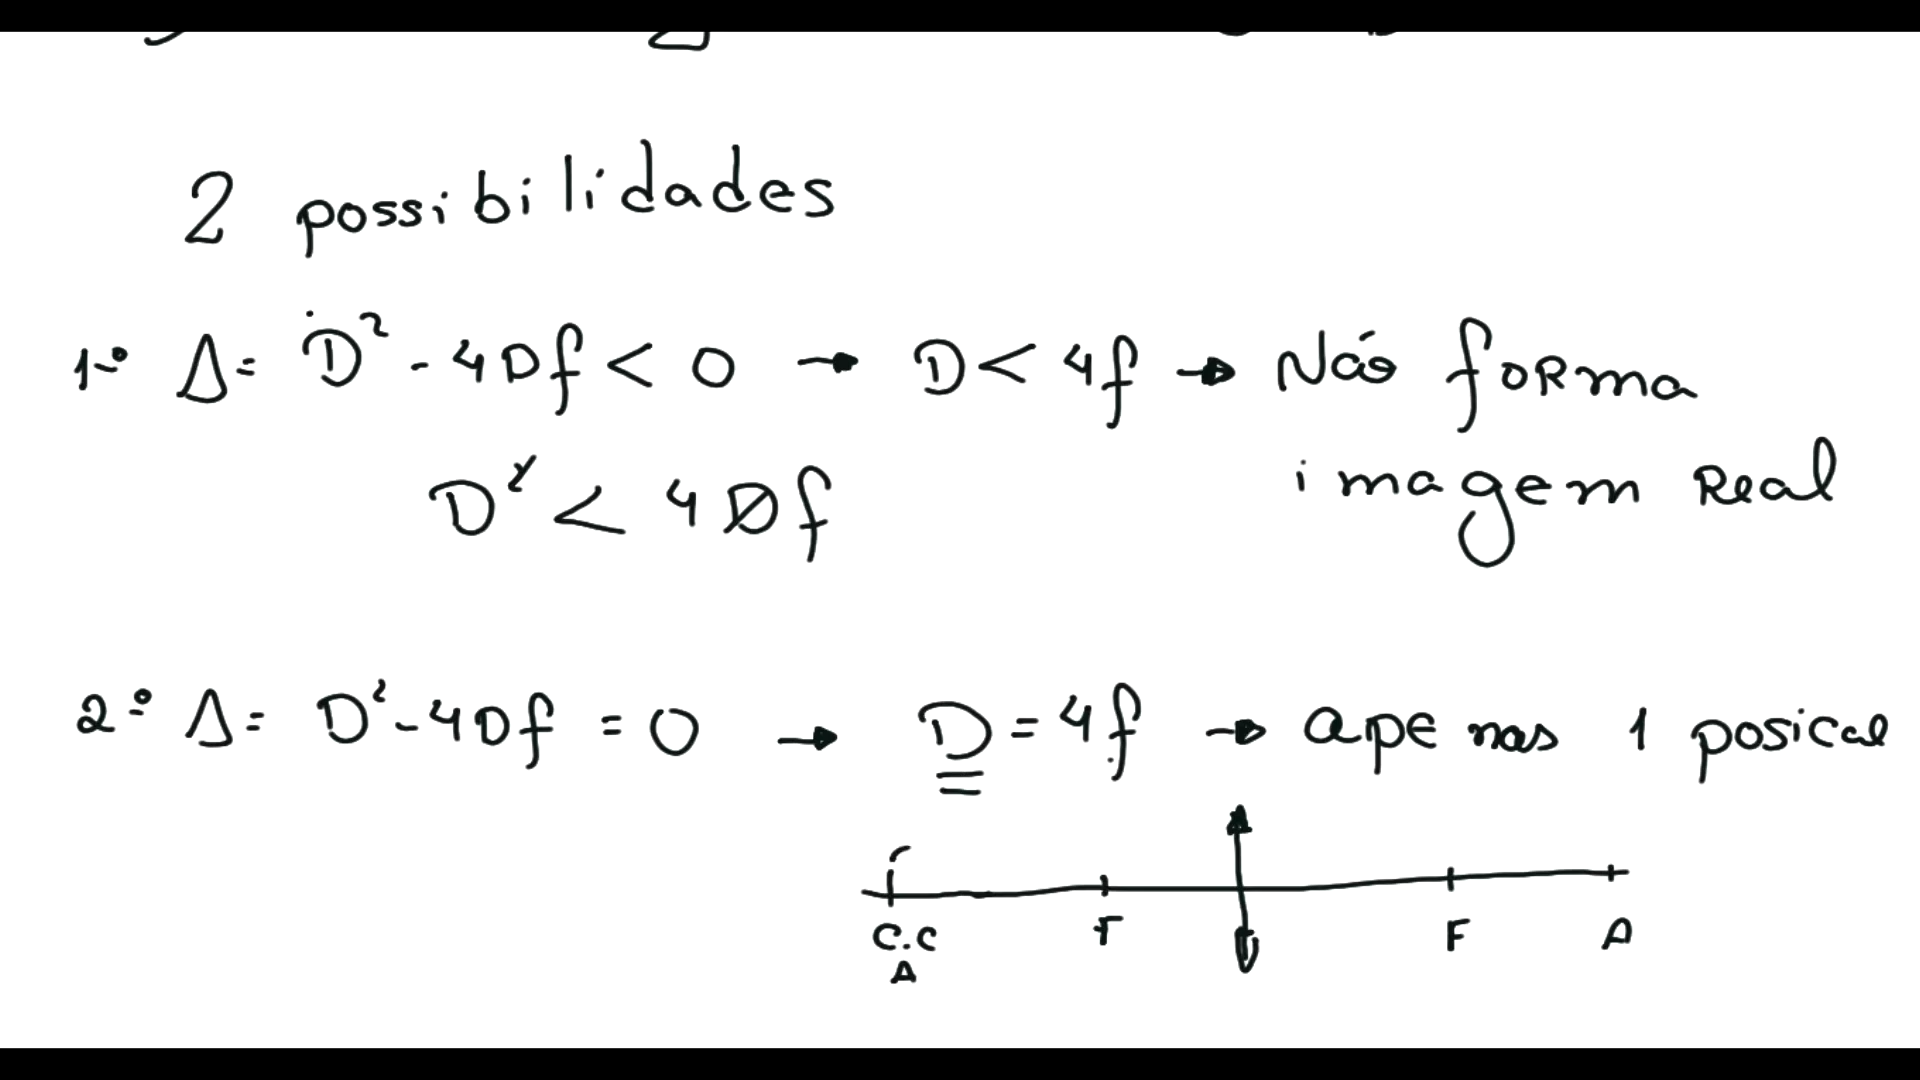 2 possibilidades
1º Δ= D² - 4Df < 0 → D < 4f → Não forma
imagem Real
D² < 4Df
2º Δ= D² - 4Df = 0 → D = 4f → apenas 1 posical
C.C F F A
A